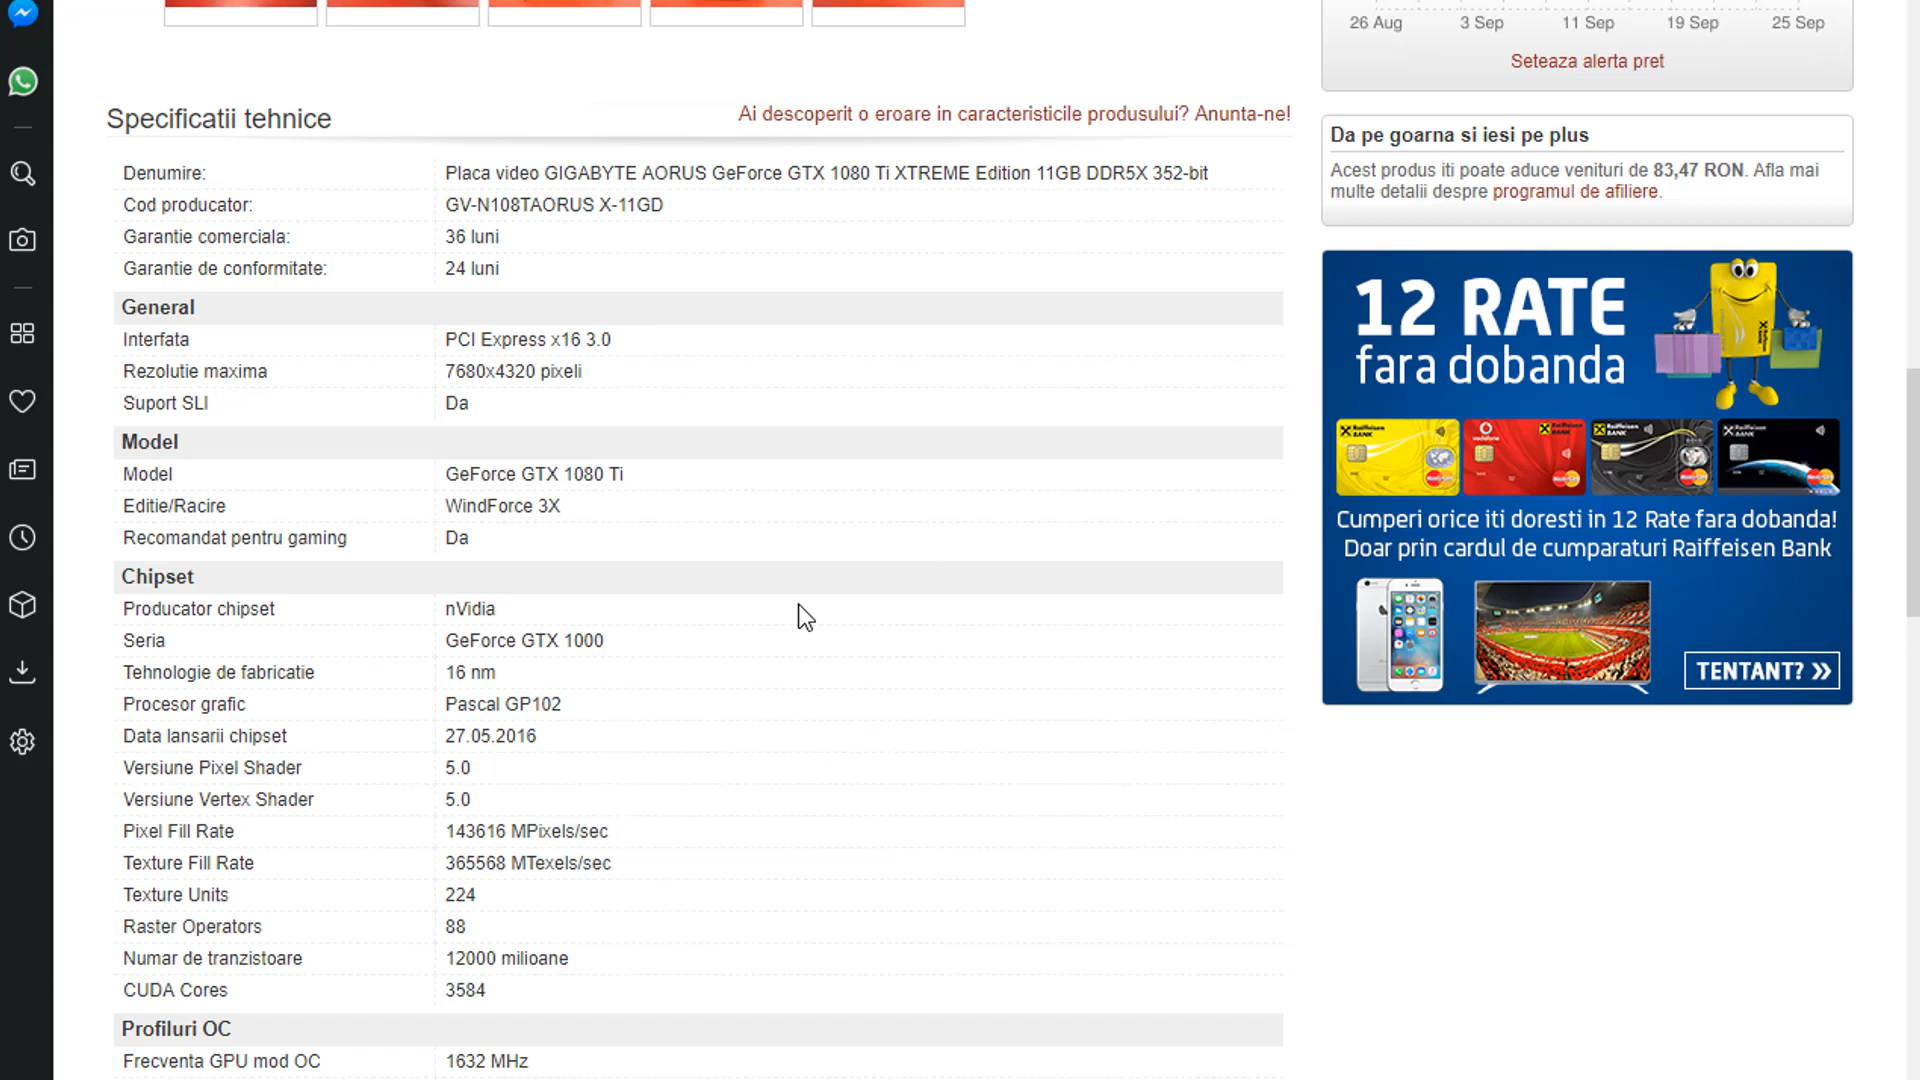 26 Aug 3 Sep 11 Sep 19 Sep 25 Sep
Seteaza alerta pret
Specificatii tehnice
Ai descoperit o eroare in caracteristicile produsului? Anunta-ne!
Denumire: Placa video GIGABYTE AORUS GeForce GTX 1080 Ti XTREME Edition 11GB DDR5X 352-bit
Cod producator: GV-N108TAORUS X-11GD
Garantie comerciala: 36 luni
Garantie de conformitate: 24 luni
General
Interfata PCI Express x16 3.0
Rezolutie maxima 7680x4320 pixeli
Suport SLI Da
Model
Model GeForce GTX 1080 Ti
Editie/Racire WindForce 3X
Recomandat pentru gaming Da
Chipset
Producator chipset nVidia
Seria GeForce GTX 1000
Tehnologie de fabricatie 16 nm
Procesor grafic Pascal GP102
Data lansarii chipset 27.05.2016
Versiune Pixel Shader 5.0
Versiune Vertex Shader 5.0
Pixel Fill Rate 143616 MPixels/sec
Texture Fill Rate 365568 MTexels/sec
Texture Units 224
Raster Operators 88
Numar de tranzistoare 12000 milioane
CUDA Cores 3584
Profiluri OC
Frecventa GPU mod OC 1632 MHz
Da pe goarna si iesi pe plus
Acest produs iti poate aduce venituri de 83,47 RON. Afla mai
multe detalii despre programul de afiliere.
12 RATE
fara dobanda
Raiffeisen BANK
vodafone Raiffeisen BANK
Raiffeisen BANK
Raiffeisen BANK
Cumperi orice iti doresti in 12 Rate fara dobanda!
Doar prin cardul de cumparaturi Raiffeisen Bank
TENTANT? »